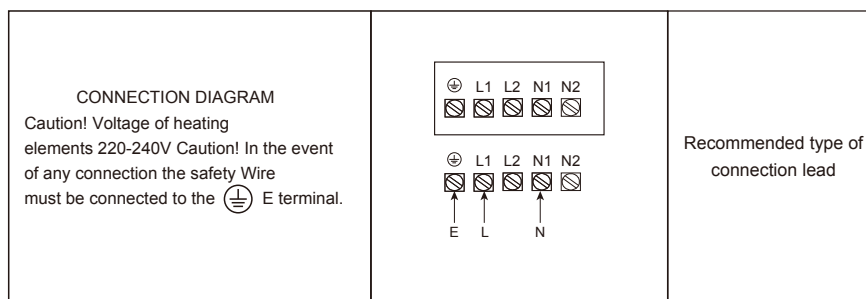 CONNECTION DIAGRAM
Caution! Voltage of heating
elements 220-240V Caution! In the event
of any connection the safety Wire
must be connected to the E terminal.
L1 L2 N1 N2
L1 L2 N1 N2
E L N
Recommended type of
connection lead